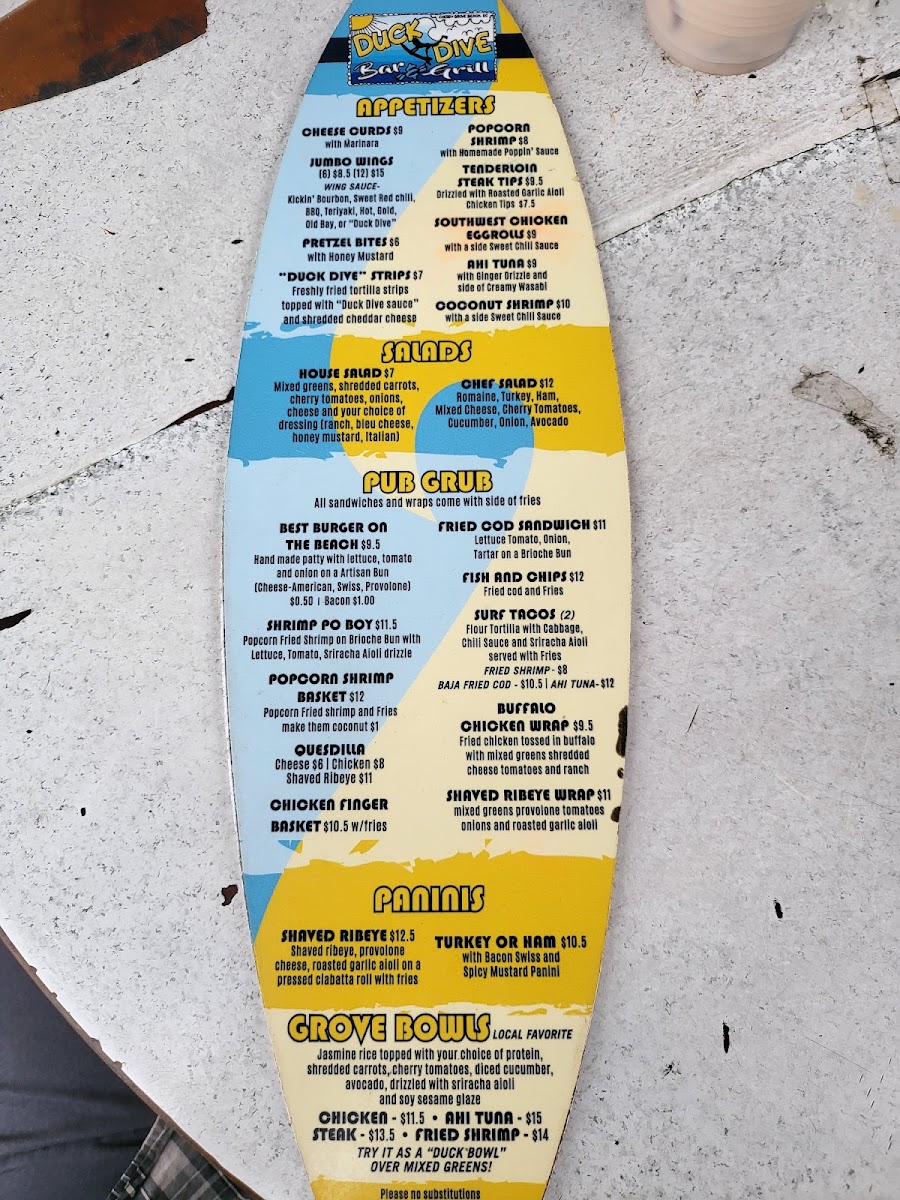 CHERRY GROVE BEACH, SC
DUCK DIVE
Bar & Grill
APPETIZERS
CHEESE CURDS $9
with Marinara
JUMBO WINGS
(6) $8.5 (12) $15
WING SAUCE-
Kickin' Bourbon, Sweet Red chili,
BBQ, Teriyaki, Hot, Gold,
Old Bay, or "Duck Dive"
PRETZEL BITES $6
with Honey Mustard
"DUCK DIVE" STRIPS $7
Freshly fried tortilla strips
topped with "Duck Dive sauce"
and shredded cheddar cheese
POPCORN
SHRIMP $8
with Homemade Poppin' Sauce
TENDERLOIN
STEAK TIPS $9.5
Drizzled with Roasted Garlic Aioli
Chicken Tips $7.5
SOUTHWEST CHICKEN
EGGROLLS $9
with a side Sweet Chili Sauce
AHI TUNA $9
with Ginger Drizzle and
side of Creamy Wasabi
COCONUT SHRIMP $10
with a side Sweet Chili Sauce
SALADS
HOUSE SALAD $7
Mixed greens, shredded carrots,
cherry tomatoes, onions,
cheese and your choice of
dressing (ranch, bleu cheese,
honey mustard, Italian)
CHEF SALAD $12
Romaine, Turkey, Ham,
Mixed Cheese, Cherry Tomatoes,
Cucumber, Onion, Avocado
PUB GRUB
All sandwiches and wraps come with side of fries
BEST BURGER ON
THE BEACH $9.5
Hand made patty with lettuce, tomato
and onion on a Artisan Bun
(Cheese-American, Swiss, Provolone)
$0.50 | Bacon $1.00
SHRIMP PO BOY $11.5
Popcorn Fried Shrimp on Brioche Bun with
Lettuce, Tomato, Sriracha Aioli drizzle
POPCORN SHRIMP
BASKET $12
Popcorn Fried shrimp and Fries
make them coconut $1
QUESDILLA
Cheese $6 | Chicken $8
Shaved Ribeye $11
CHICKEN FINGER
BASKET $10.5 w/fries
FRIED COD SANDWICH $11
Lettuce Tomato, Onion,
Tartar on a Brioche Bun
FISH AND CHIPS $12
Fried cod and Fries
SURF TACOS (2)
Flour Tortilla with Cabbage,
Chili Sauce and Sriracha Aioli
served with Fries
FRIED SHRIMP - $8
BAJA FRIED COD - $10.5 | AHI TUNA- $12
BUFFALO
CHICKEN WRAP $9.5
Fried chicken tossed in buffalo
with mixed greens shredded
cheese tomatoes and ranch
SHAVED RIBEYE WRAP $11
mixed greens provolone tomatoes
onions and roasted garlic aioli
PANINIS
SHAVED RIBEYE $12.5
Shaved ribeye, provolone
cheese, roasted garlic aioli on a
pressed ciabatta roll with fries
TURKEY OR HAM $10.5
with Bacon Swiss and
Spicy Mustard Panini
GROVE BOWLS LOCAL FAVORITE
Jasmine rice topped with your choice of protein,
shredded carrots, cherry tomatoes, diced cucumber,
avocado, drizzled with sriracha aioli
and soy sesame glaze
CHICKEN - $11.5 • AHI TUNA - $15
STEAK - $13.5 • FRIED SHRIMP - $14
TRY IT AS A "DUCK BOWL"
OVER MIXED GREENS!
Please no substitutions